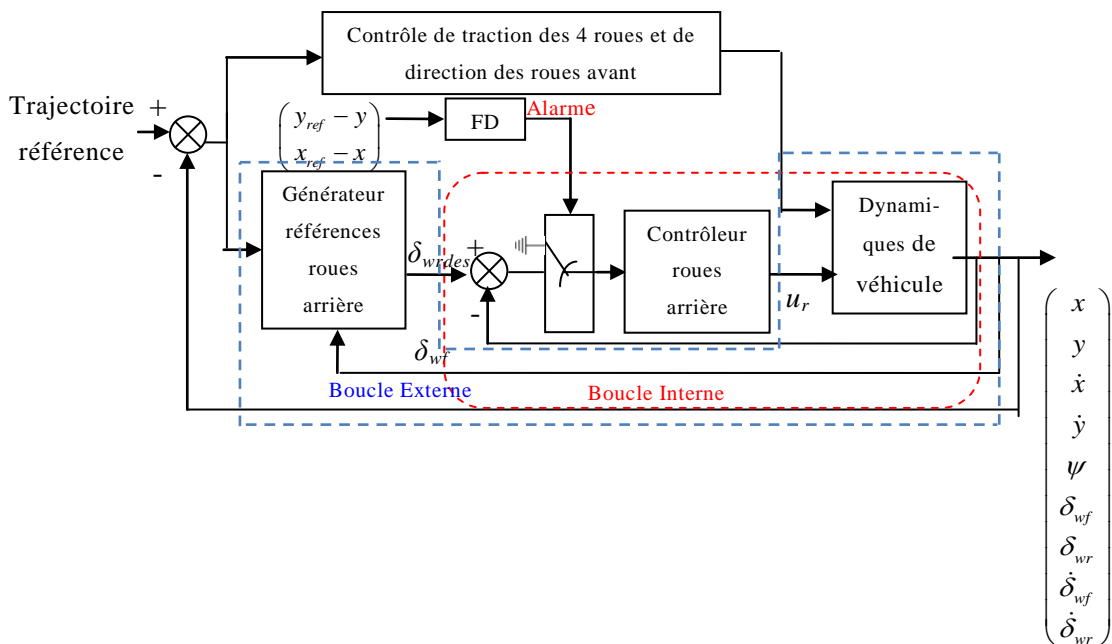 Contrôle de traction des 4 roues et de
direction des roues avant
Trajectoire
référence
+
-
y_ref − y
x_ref − x
FD
Alarme
Générateur
références
roues
arrière
δ_wrdes
+
-
Contrôleur
roues
arrière
u_r
Dynami-
ques de
véhicule
δ_wf
Boucle Externe
Boucle Interne
x
y
ẋ
ẏ
ψ
δ_wf
δ_wr
δ̇_wf
δ̇_wr